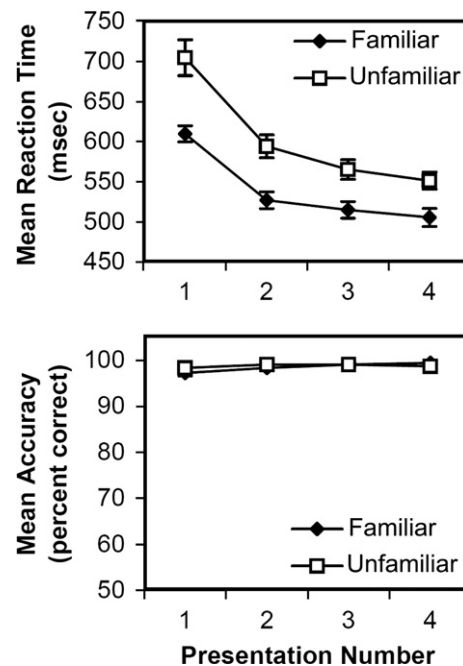 Mean Reaction Time
(msec)
750
700
650
600
550
500
450
Familiar
Unfamiliar
1 2 3 4
Mean Accuracy
(percent correct)
100
90
80
70
60
50
Familiar
Unfamiliar
1 2 3 4
Presentation Number